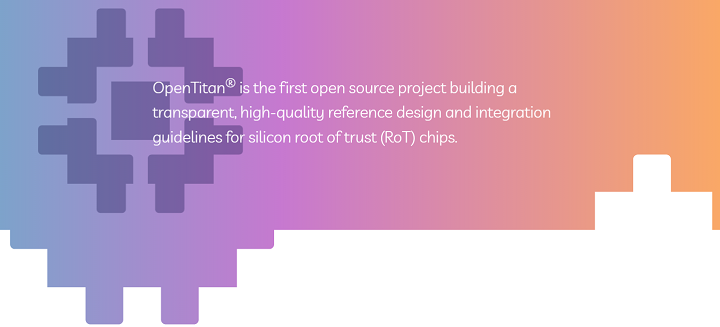 OpenTitan® is the first open source project building a
transparent, high-quality reference design and integration
guidelines for silicon root of trust (RoT) chips.